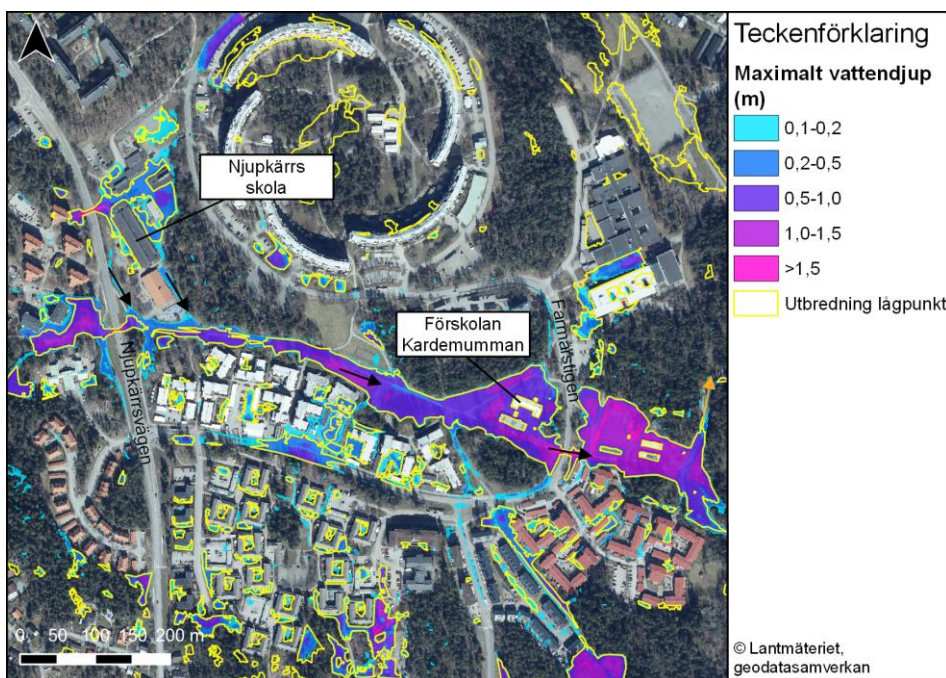 Njupkärrs
skola
Förskolan
Kardemumman
Farmarstigen
Njupkärrsvägen
0 50 100 150 200 m
Teckenförklaring
Maximalt vattendjup
(m)
0,1-0,2
0,2-0,5
0,5-1,0
1,0-1,5
>1,5
Utbredning lågpunkt
© Lantmäteriet,
geodatasamverkan